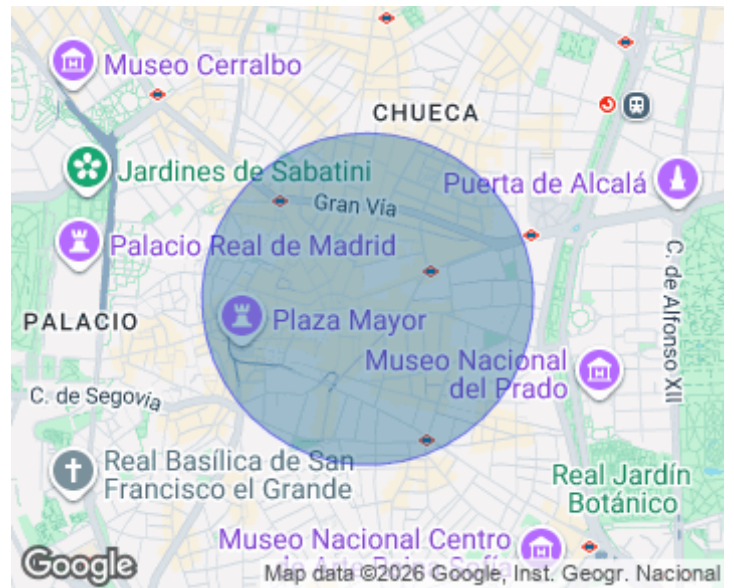 Museo Cerralbo
CHUECA
Jardines de Sabatini
Puerta de Alcalá
Gran Vía
Palacio Real de Madrid
C. de Alfonso XII
PALACIO
Plaza Mayor
Museo Nacional
del Prado
C. de Segovia
Real Basílica de San
Francisco el Grande
Real Jardín
Botánico
Museo Nacional Centro
Google
Map data ©2026 Google, Inst. Geogr. Nacional